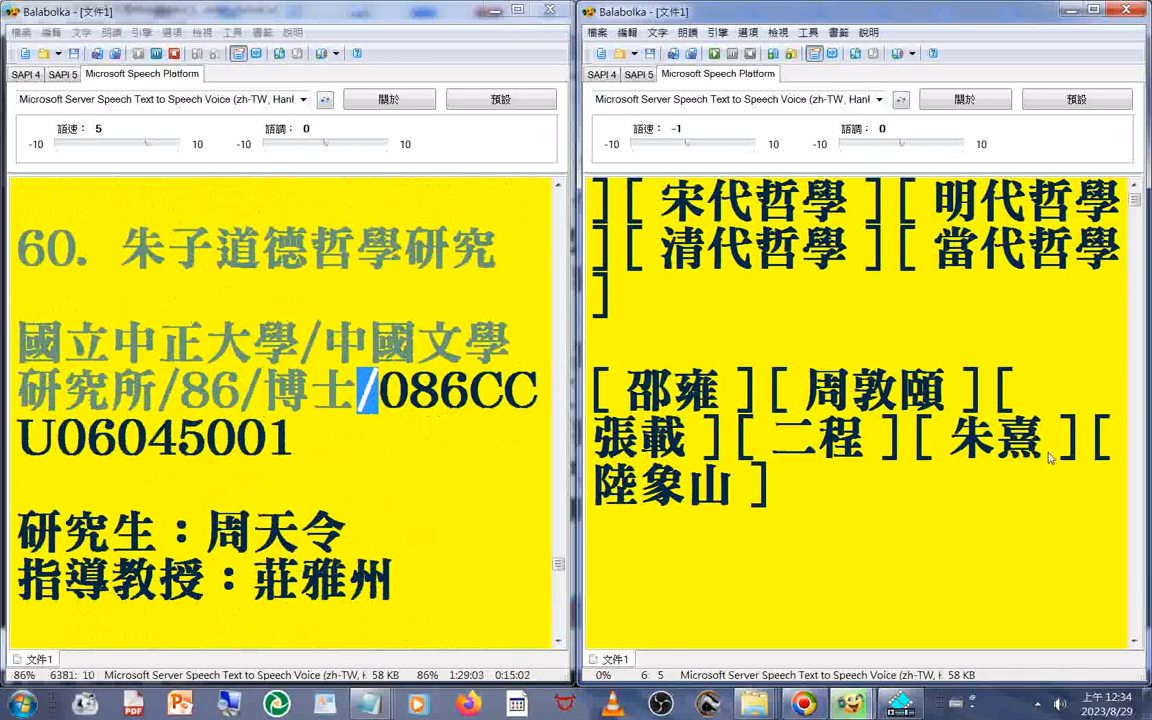 Balabolka - [文件1]
檔案 編輯 文字 朗讀 引擎 選項 檢視 工具 書籤 說明
SAPI 4 SAPI 5 Microsoft Speech Platform
Microsoft Server Speech Text to Speech Voice (zh-TW, Hanl
關於
預設
語速： 5
語調： 0
-10 10 -10 10
60. 朱子道德哲學研究
國立中正大學/中國文學
研究所/86/博士/086CC
U06045001
研究生：周天令
指導教授：莊雅州
文件1
86% 6381: 10 Microsoft Server Speech Text to Speech Voice (zh-TW, H 58 KB 86% 1:29:03 0:15:02
Balabolka - [文件1]
檔案 編輯 文字 朗讀 引擎 選項 檢視 工具 書籤 說明
SAPI 4 SAPI 5 Microsoft Speech Platform
Microsoft Server Speech Text to Speech Voice (zh-TW, Hanl
關於
預設
語速： -1
語調： 0
-10 10 -10 10
][ 宋代哲學 ][ 明代哲學
][ 清代哲學 ][ 當代哲學
]
[ 邵雍 ][ 周敦頤 ][
張載 ][ 二程 ][ 朱熹 ][
陸象山 ]
文件1
0% 6: 5 Microsoft Server Speech Text to Speech Voice (zh-TW, H 58 KB
PDF
上午 12:34
2023/8/29